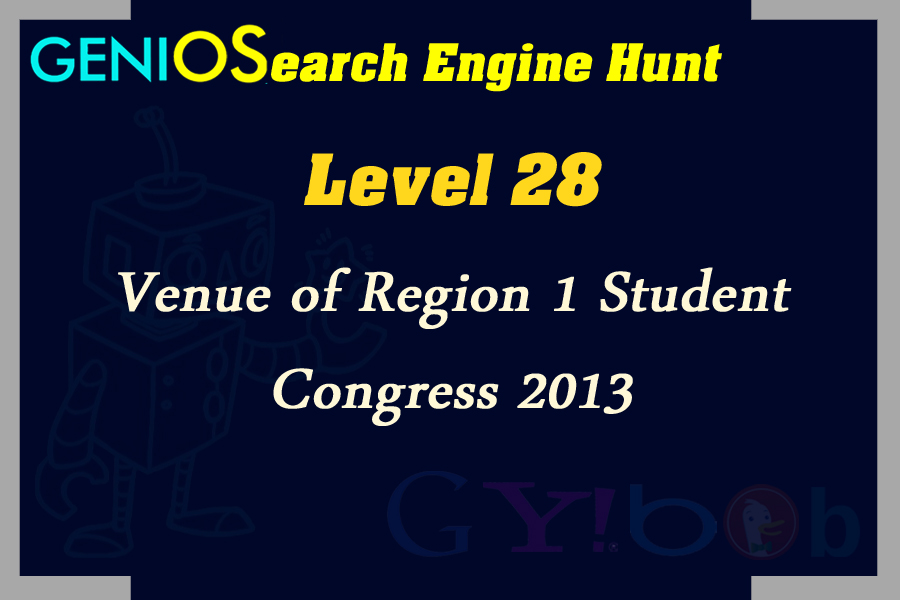 GENIOSearch Engine Hunt
Level 28
Venue of Region 1 Student
Congress 2013
G Y! b b